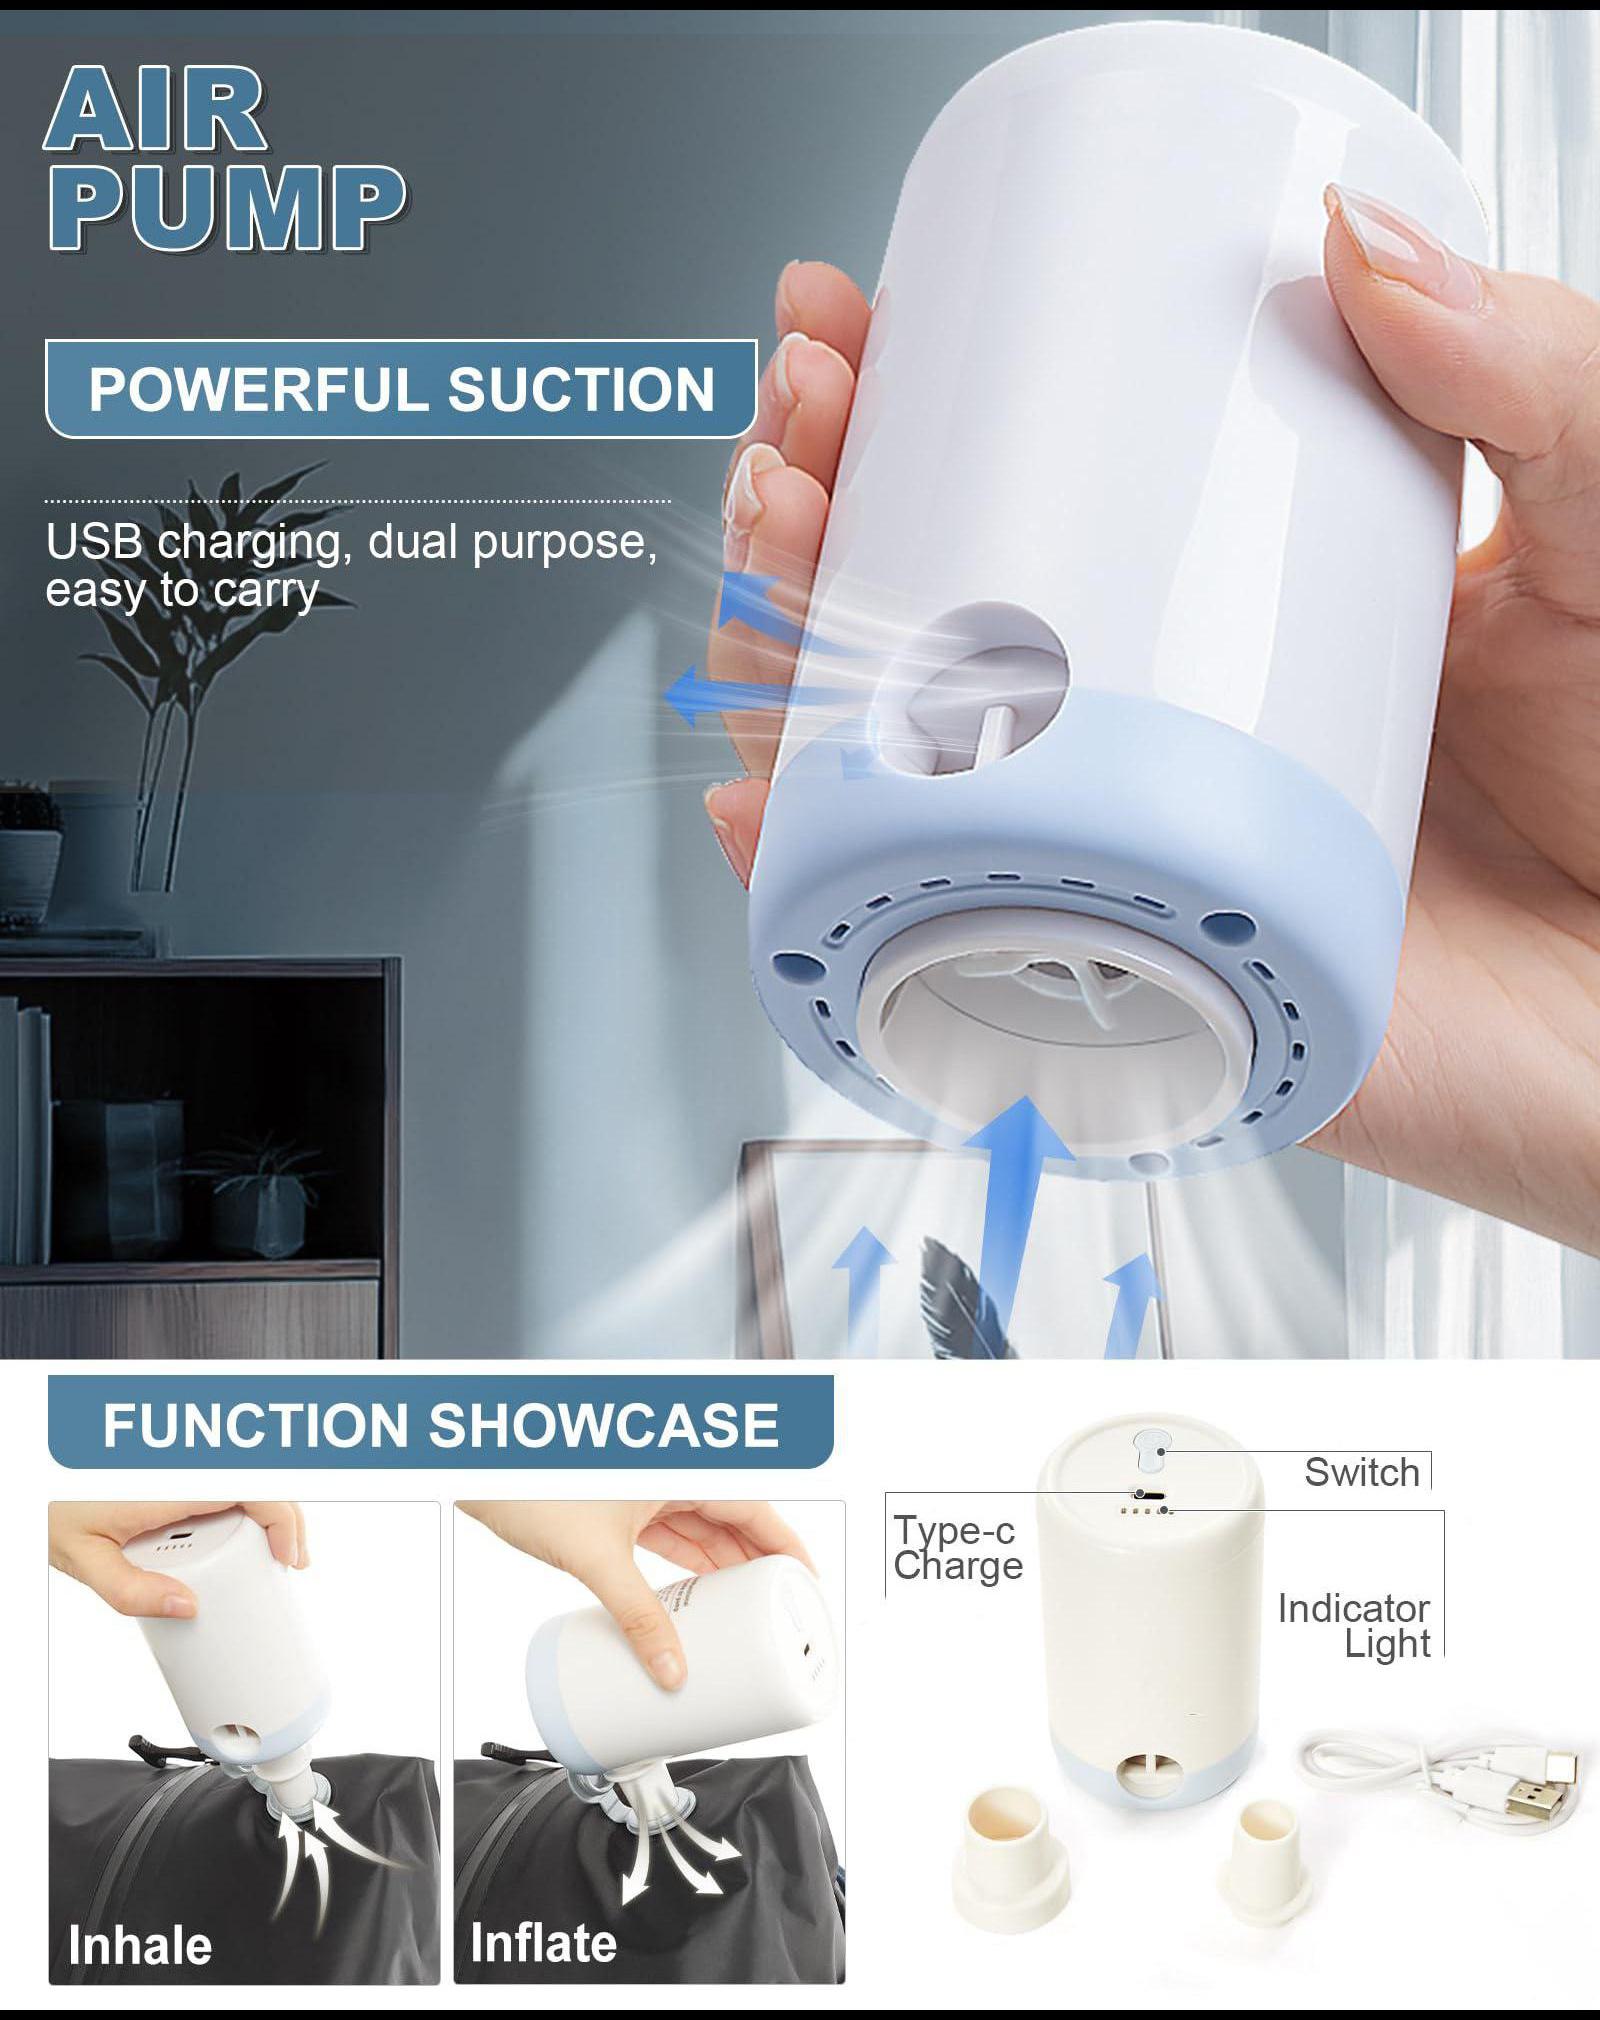 AIR
PUMP
POWERFUL SUCTION
USB charging, dual purpose,
easy to carry
FUNCTION SHOWCASE
Switch
Type-c
Charge
Indicator
Light
Inhale
Inflate